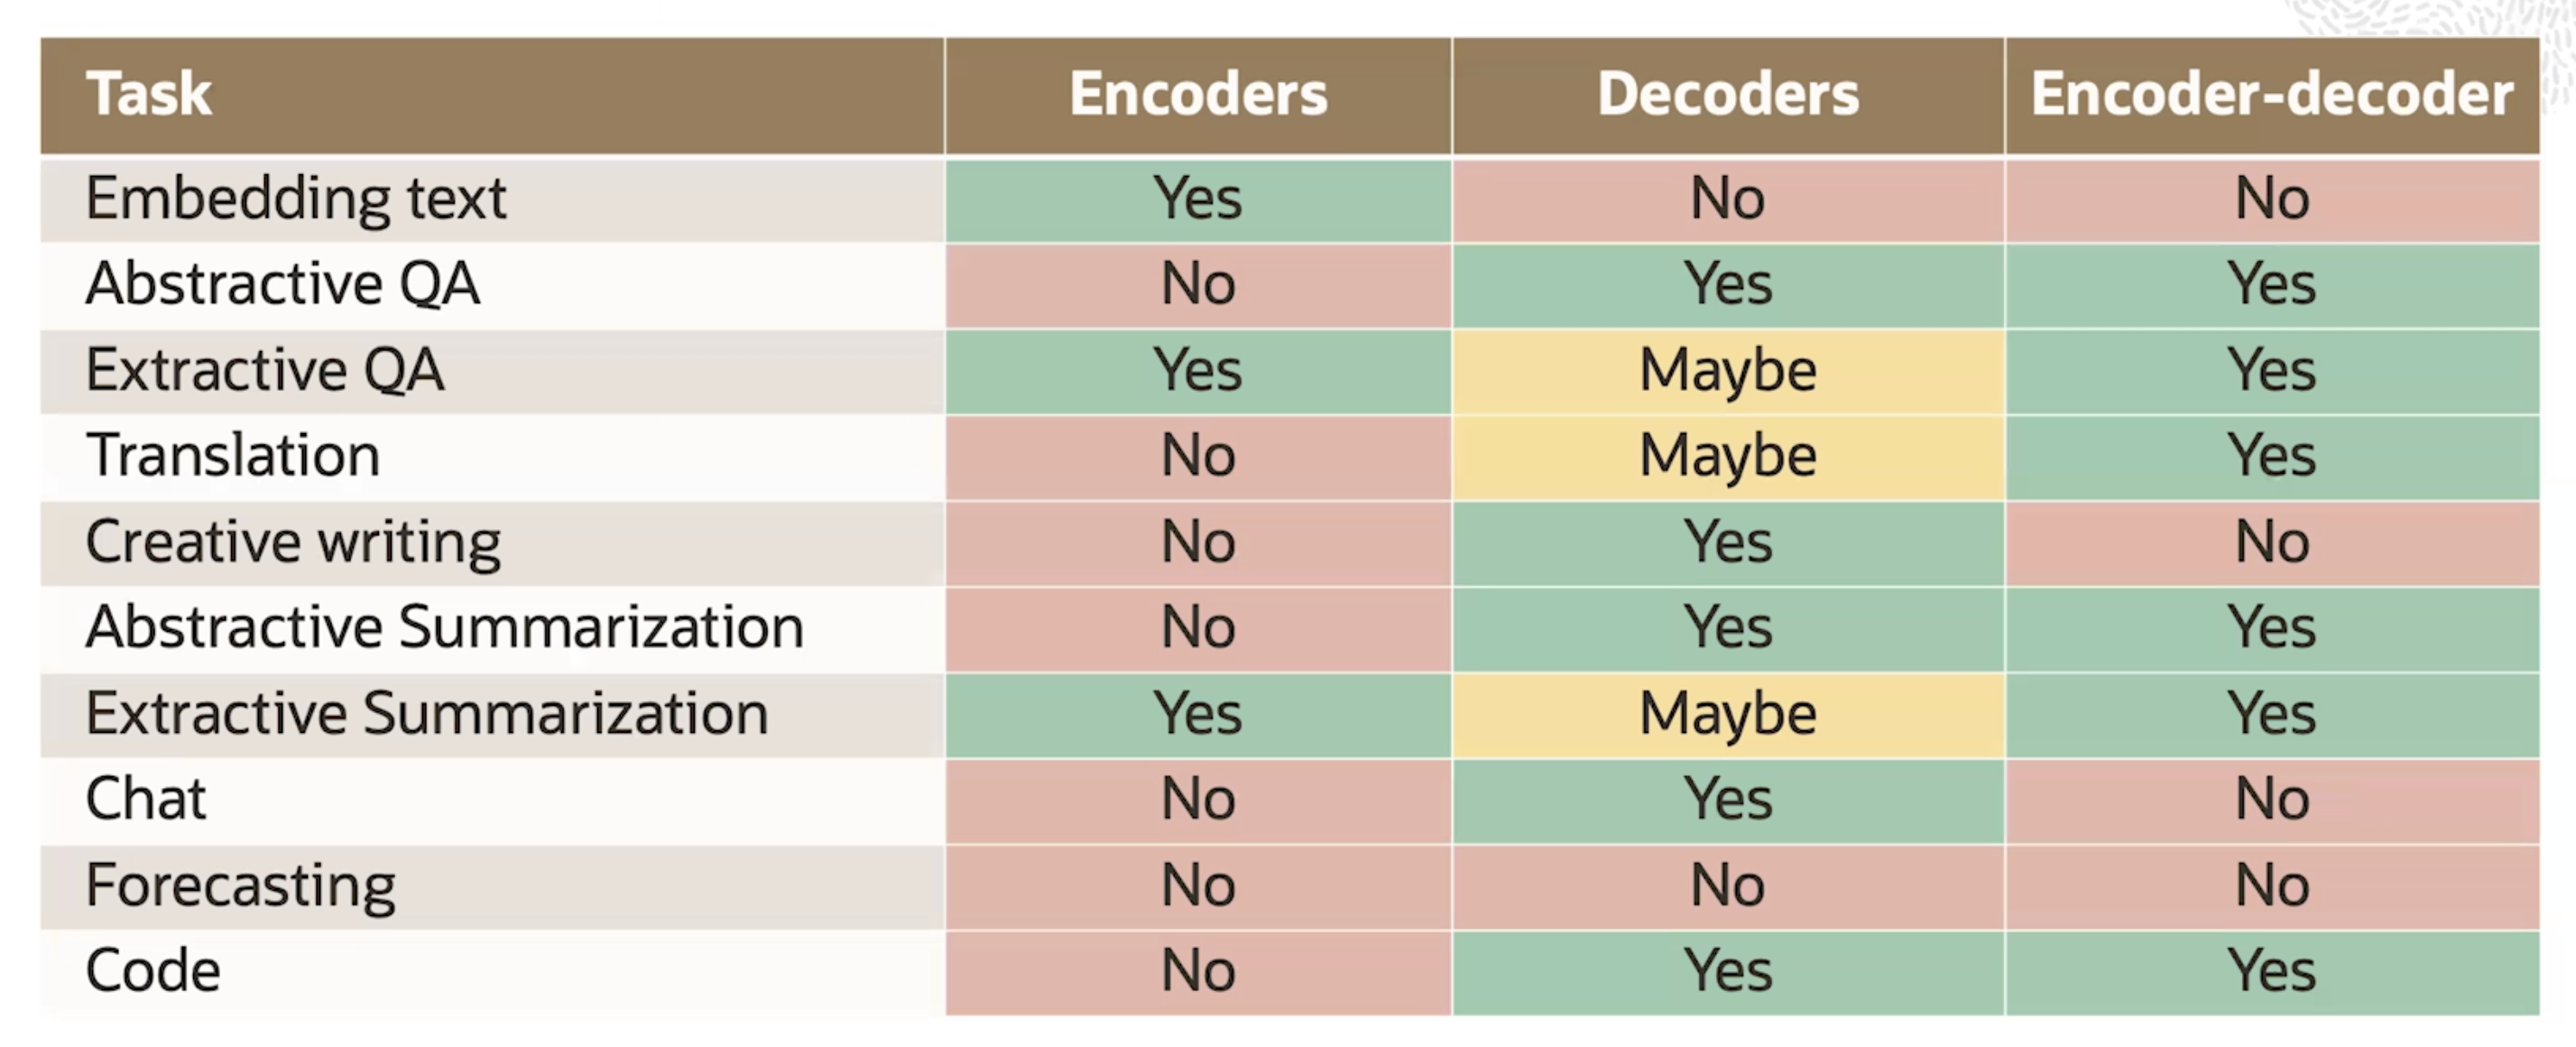 Task Encoders Decoders Encoder-decoder
Embedding text Yes No No
Abstractive QA No Yes Yes
Extractive QA Yes Maybe Yes
Translation No Maybe Yes
Creative writing No Yes No
Abstractive Summarization No Yes Yes
Extractive Summarization Yes Maybe Yes
Chat No Yes No
Forecasting No No No
Code No Yes Yes